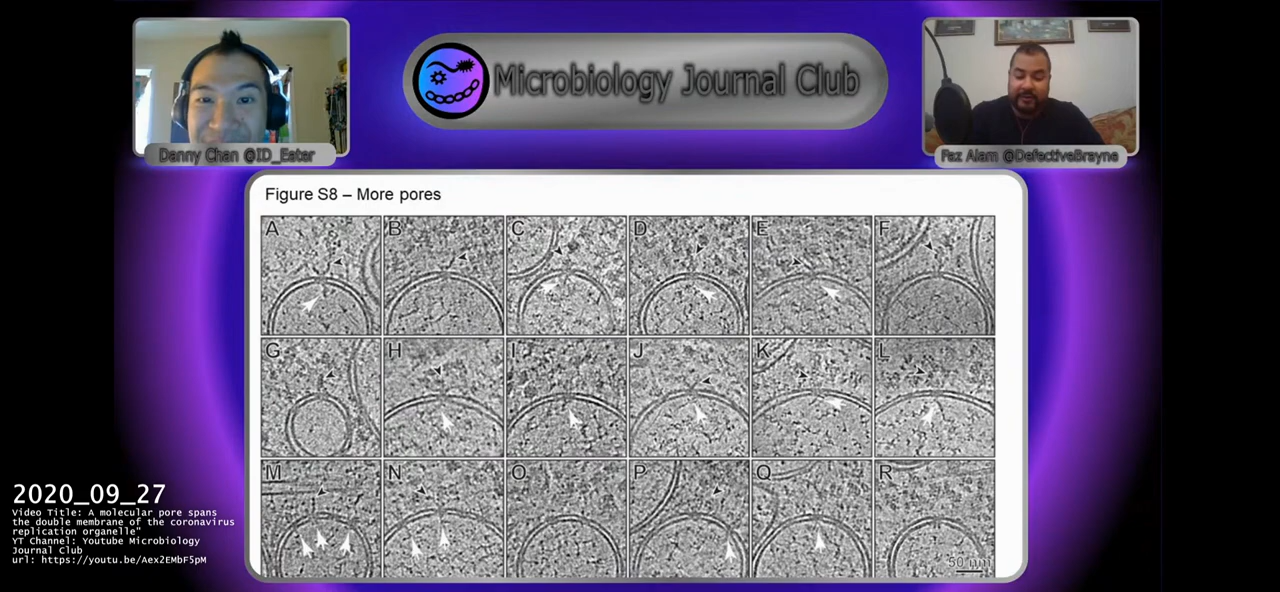 Microbiology Journal Club
Danny Chan @ID_Eater
Faz Alam @DefectiveBrayne
Figure S8 – More pores
A B C D E F
G H I J K L
M N O P Q R
50 nm
2020_09_27
Video Title: A molecular pore spans
the double membrane of the coronavirus
replication organelle"
YT Channel: Youtube Microbiology
Journal Club
url: https://youtu.be/Aex2EMbF5pM